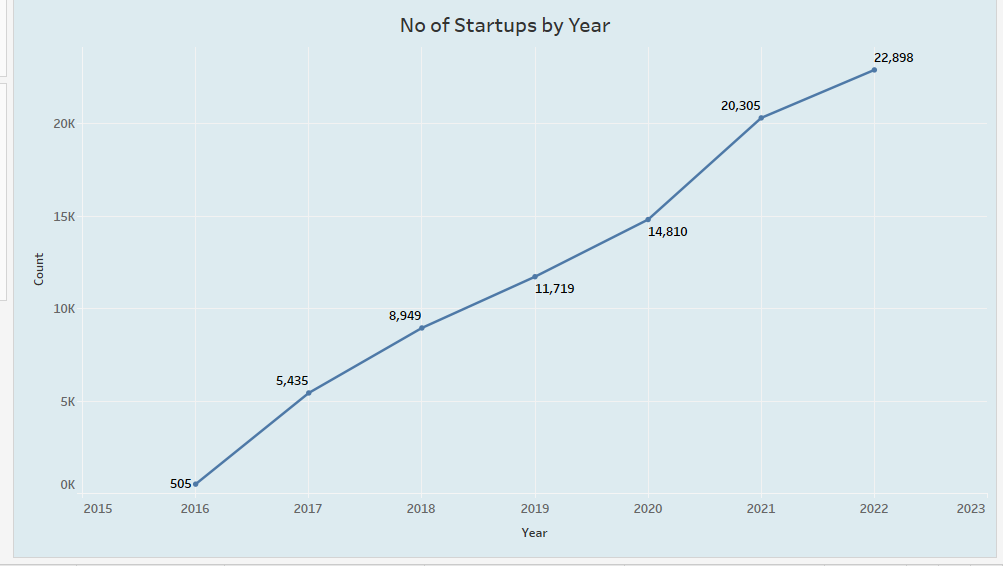 No of Startups by Year
22,898
20,305
20K
15K
14,810
Count
11,719
10K
8,949
5,435
5K
505
0K
2015 2016 2017 2018 2019 2020 2021 2022 2023
Year